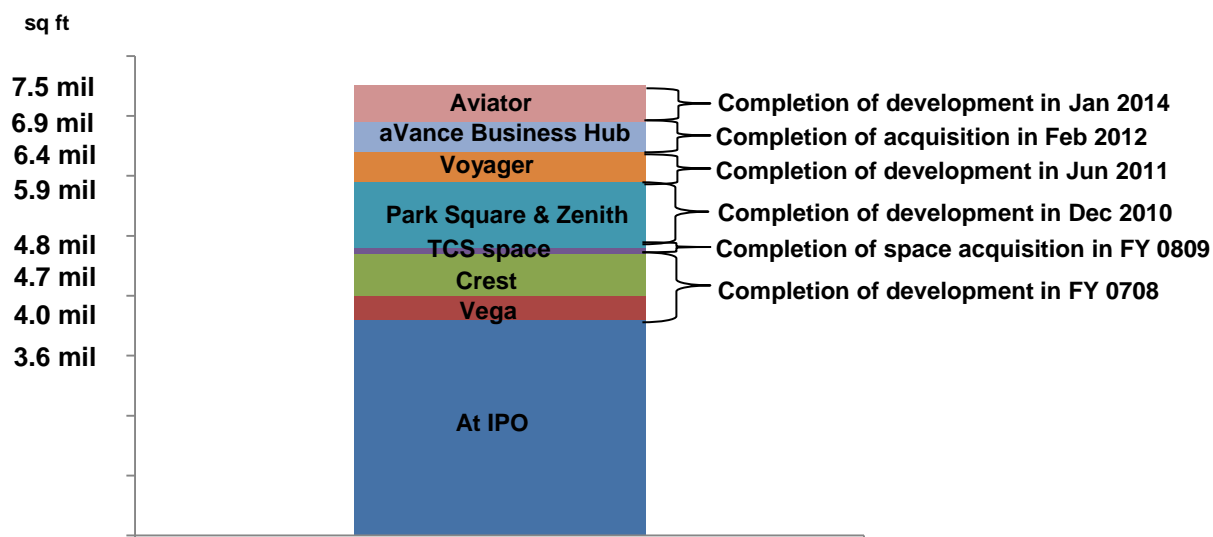 sq ft
7.5 mil
Aviator
Completion of development in Jan 2014
6.9 mil
aVance Business Hub
Completion of acquisition in Feb 2012
6.4 mil
Voyager
Completion of development in Jun 2011
5.9 mil
Park Square & Zenith
Completion of development in Dec 2010
4.8 mil
TCS space
Completion of space acquisition in FY 0809
4.7 mil
Crest
Completion of development in FY 0708
4.0 mil
Vega
3.6 mil
At IPO